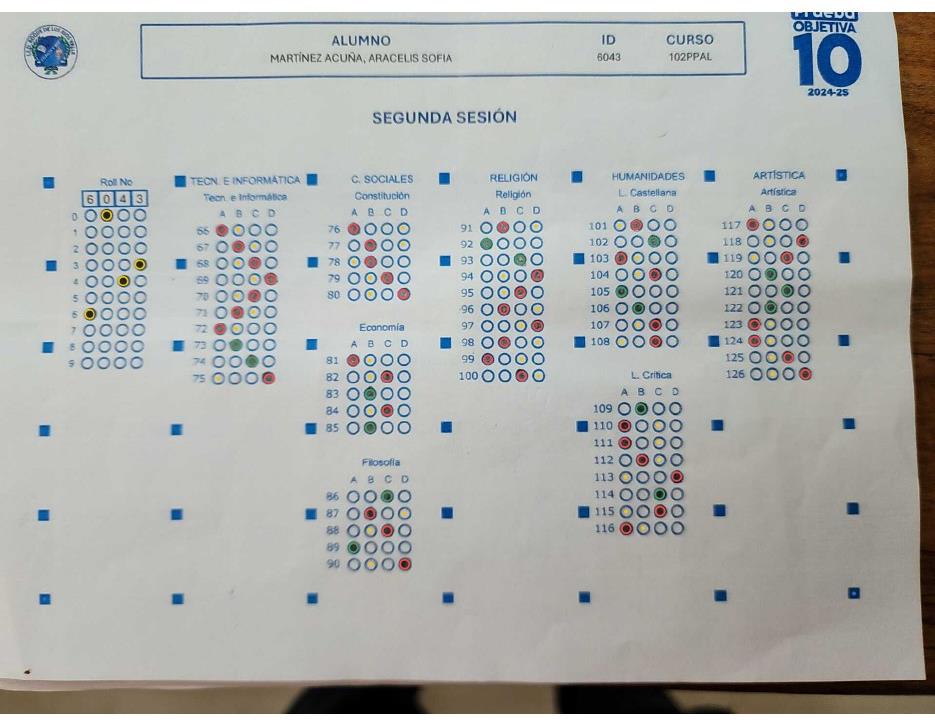 Prueba
OBJETIVA
10
2024-25
ALUMNO ID CURSO
MARTÍNEZ ACUÑA, ARACELIS SOFIA 6043 102PPAL
SEGUNDA SESIÓN
Roll No
6 0 4 3
0
1
2
3
4
5
6
7
8
9
TECN. E INFORMÁTICA
Tecn. e Informática
A B C D
66
67
68
69
70
71
72
73
74
75
C. SOCIALES
Constitución
A B C D
76
77
78
79
80
Economía
A B C D
81
82
83
84
85
Filosofía
A B C D
86
87
88
89
90
RELIGIÓN
Religión
A B C D
91
92
93
94
95
96
97
98
99
100
HUMANIDADES
L. Castellana
A B C D
101
102
103
104
105
106
107
108
L. Crítica
A B C D
109
110
111
112
113
114
115
116
ARTÍSTICA
Artística
A B C D
117
118
119
120
121
122
123
124
125
126